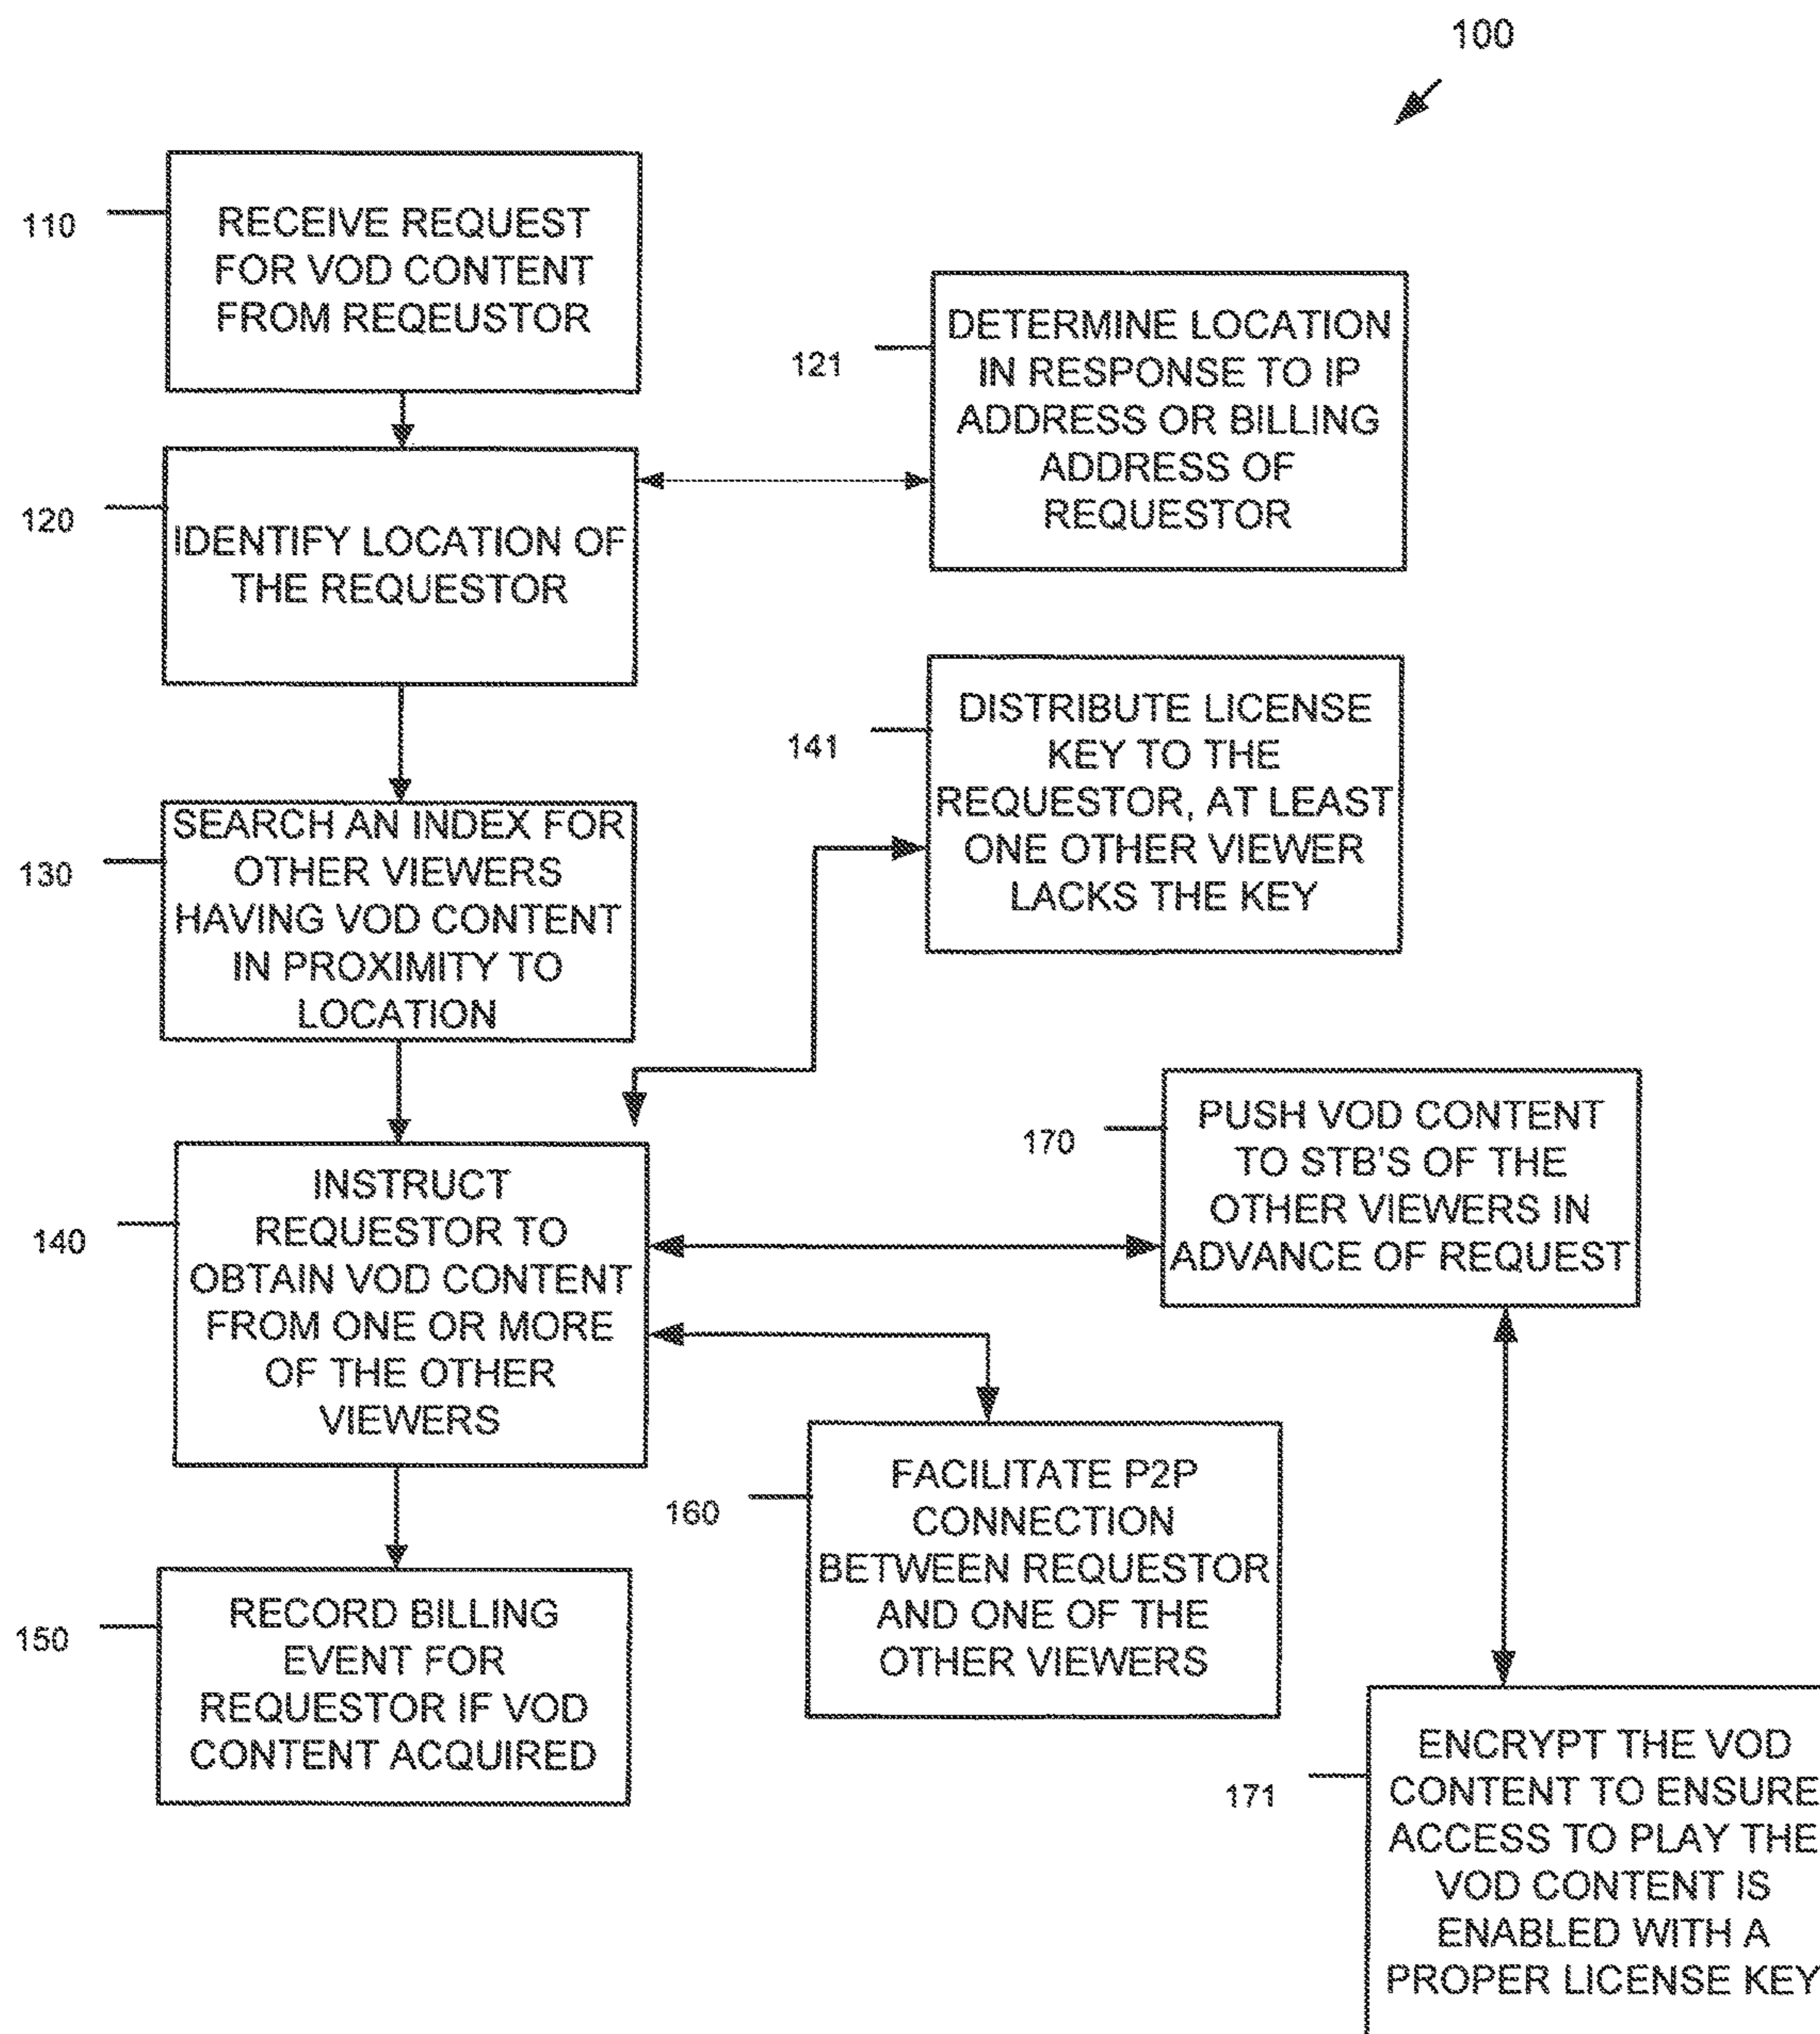 100
110
RECEIVE REQUEST
FOR VOD CONTENT
FROM REQEUSTOR
121
DETERMINE LOCATION
IN RESPONSE TO IP
ADDRESS OR BILLING
ADDRESS OF
REQUESTOR
120
IDENTIFY LOCATION OF
THE REQUESTOR
141
DISTRIBUTE LICENSE
KEY TO THE
REQUESTOR, AT LEAST
ONE OTHER VIEWER
LACKS THE KEY
130
SEARCH AN INDEX FOR
OTHER VIEWERS
HAVING VOD CONTENT
IN PROXIMITY TO
LOCATION
170
PUSH VOD CONTENT
TO STB'S OF THE
OTHER VIEWERS IN
ADVANCE OF REQUEST
140
INSTRUCT
REQUESTOR TO
OBTAIN VOD CONTENT
FROM ONE OR MORE
OF THE OTHER
VIEWERS
160
FACILITATE P2P
CONNECTION
BETWEEN REQUESTOR
AND ONE OF THE
OTHER VIEWERS
150
RECORD BILLING
EVENT FOR
REQUESTOR IF VOD
CONTENT ACQUIRED
171
ENCRYPT THE VOD
CONTENT TO ENSURE
ACCESS TO PLAY THE
VOD CONTENT IS
ENABLED WITH A
PROPER LICENSE KEY